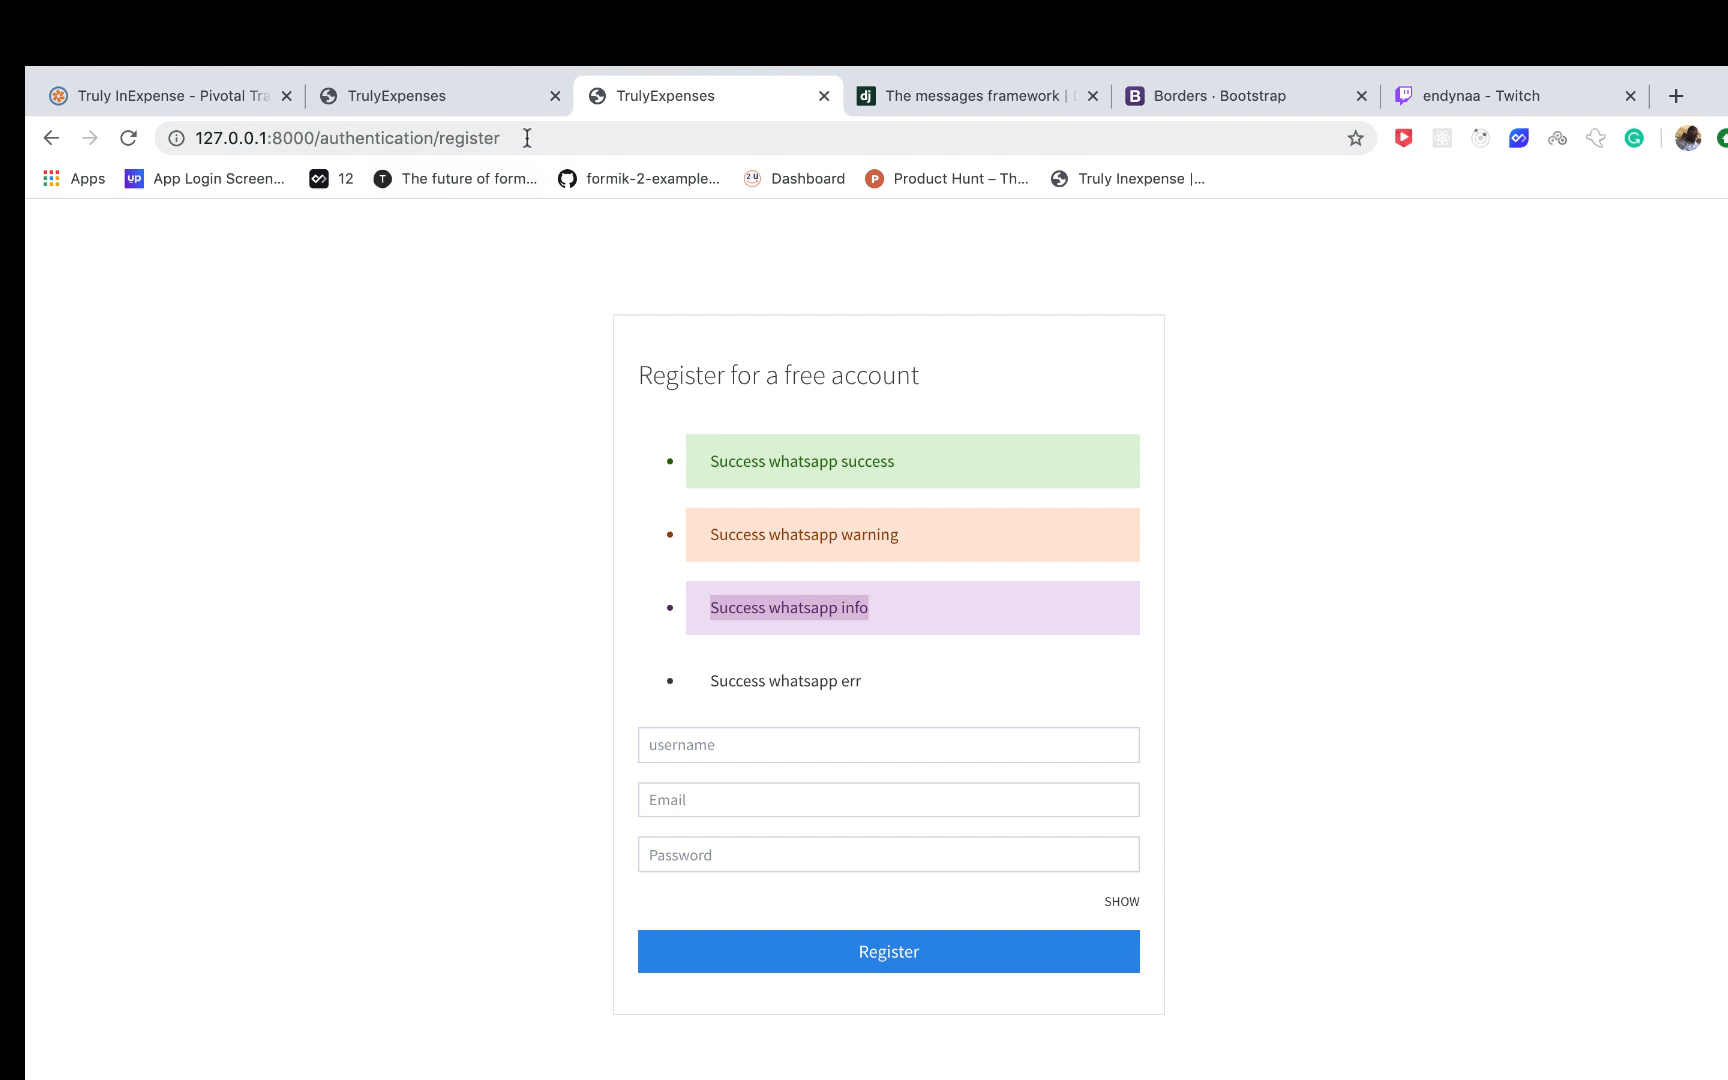 Truly InExpense - Pivotal Tra
TrulyExpenses
TrulyExpenses
The messages framework |
Borders · Bootstrap
endynaa - Twitch
127.0.0.1:8000/authentication/register
Apps
App Login Screen...
12
The future of form...
formik-2-example...
Dashboard
Product Hunt – Th...
Truly Inexpense |...
Register for a free account
Success whatsapp success
Success whatsapp warning
Success whatsapp info
Success whatsapp err
username
Email
Password
SHOW
Register